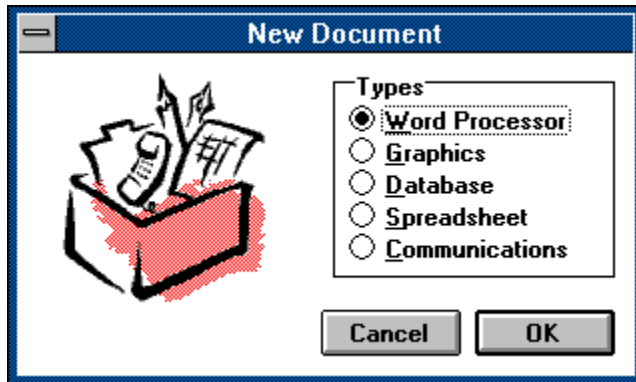 New Document
Types
Word Processor
Graphics
Database
Spreadsheet
Communications
Cancel
OK